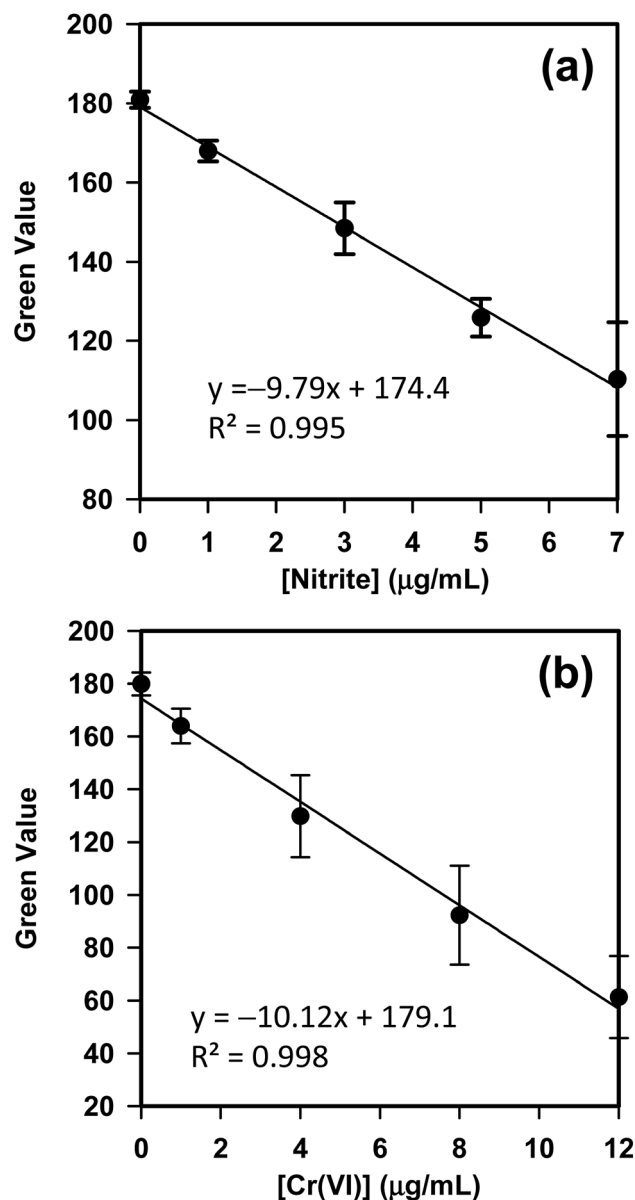 200
180
160
140
120
100
80
Green Value
(a)
y =–9.79x + 174.4
R² = 0.995
0 1 2 3 4 5 6 7
[Nitrite] (μg/mL)
200
180
160
140
120
100
80
60
40
20
Green Value
(b)
y = –10.12x + 179.1
R² = 0.998
0 2 4 6 8 10 12
[Cr(VI)] (μg/mL)